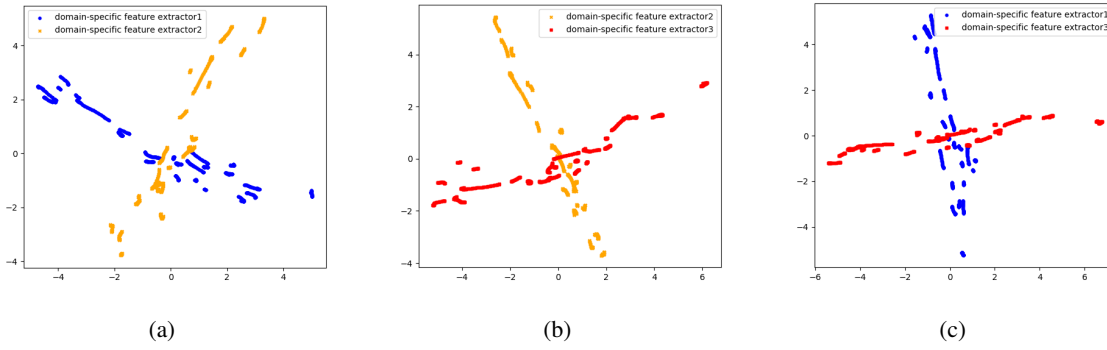 domain-specific feature extractor1
domain-specific feature extractor2
4
2
0
−2
−4
−4 −2 0 2 4
(a)
domain-specific feature extractor2
domain-specific feature extractor3
4
2
0
−2
−4
−4 −2 0 2 4 6
(b)
domain-specific feature extractor1
domain-specific feature extractor3
4
2
0
−2
−4
−6 −4 −2 0 2 4 6
(c)